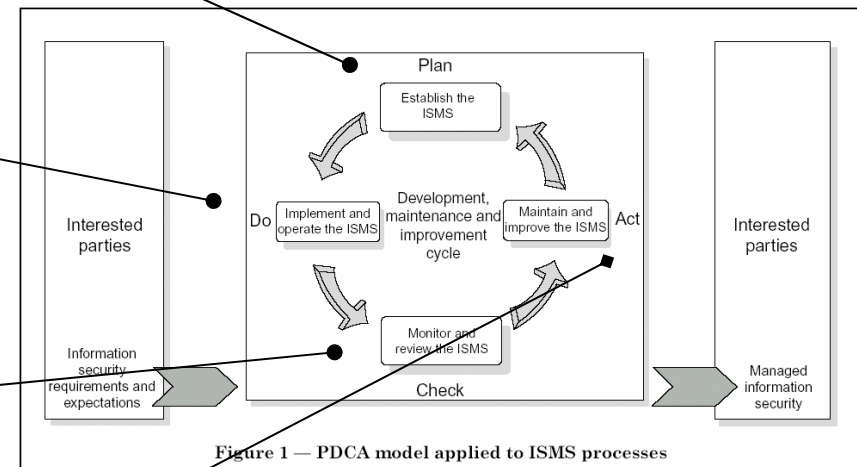 Plan
Establish the
ISMS
Interested
parties
Do
Implement and
operate the ISMS
Development,
maintenance and
improvement
cycle
Maintain and
improve the ISMS
Act
Interested
parties
Monitor and
review the ISMS
Check
Information
security
requirements and
expectations
Managed
information
security
Figure 1 — PDCA model applied to ISMS processes